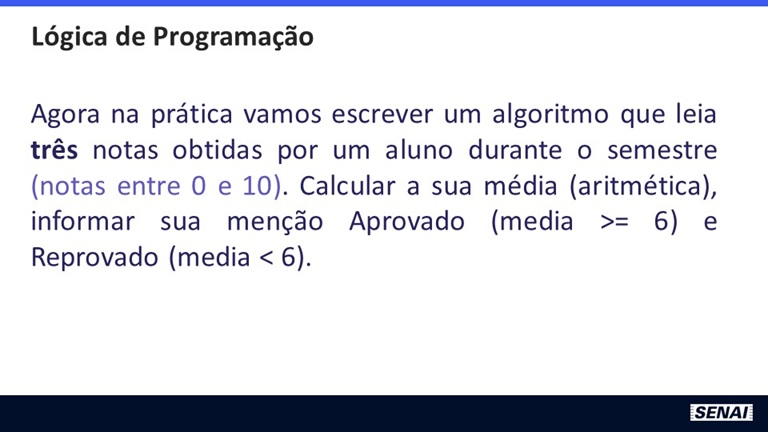 Lógica de Programação
Agora na prática vamos escrever um algoritmo que leia
três notas obtidas por um aluno durante o semestre
(notas entre 0 e 10). Calcular a sua média (aritmética),
informar sua menção Aprovado (media >= 6) e
Reprovado (media < 6).
SENAI